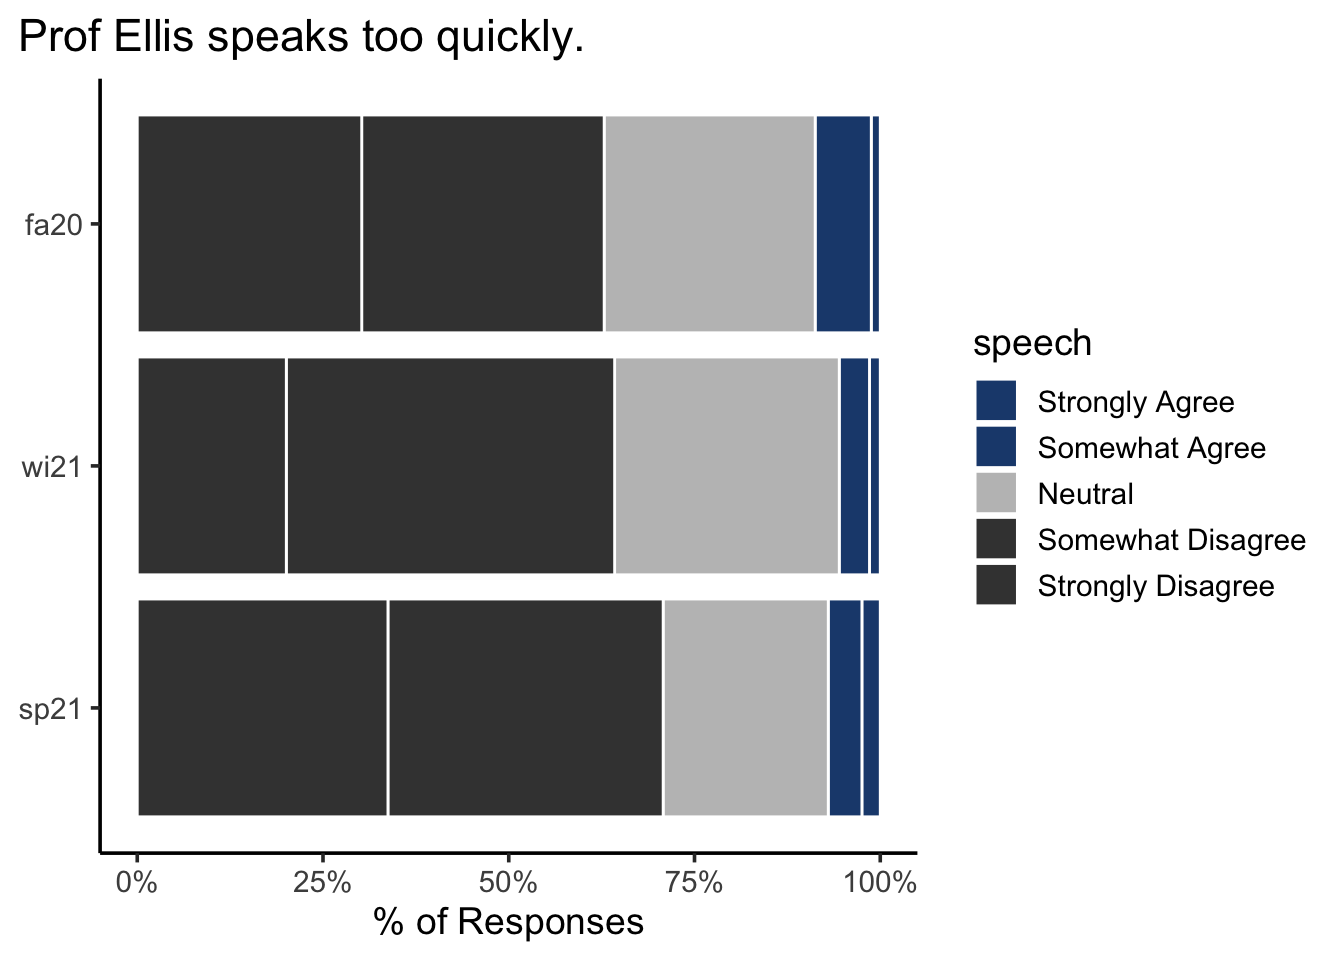 Prof Ellis speaks too quickly.
fa20
wi21
sp21
0% 25% 50% 75% 100%
% of Responses
speech
Strongly Agree
Somewhat Agree
Neutral
Somewhat Disagree
Strongly Disagree